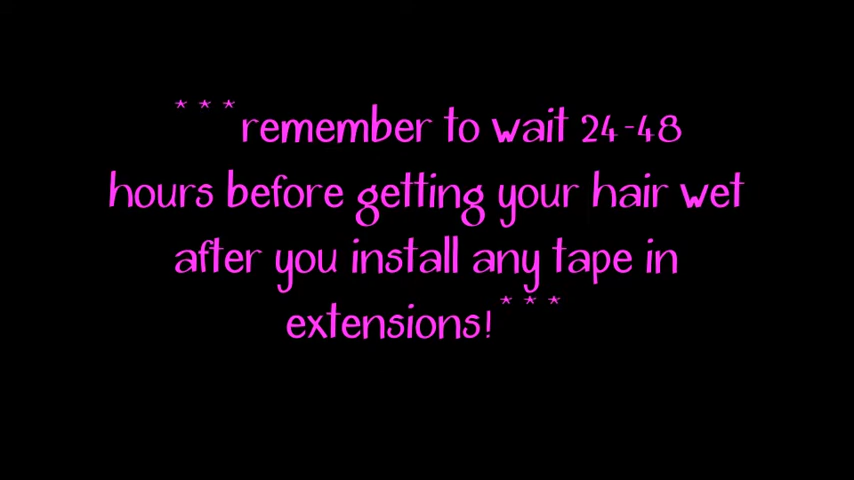 ***remember to wait 24-48
hours before getting your hair wet
after you install any tape in
extensions!***